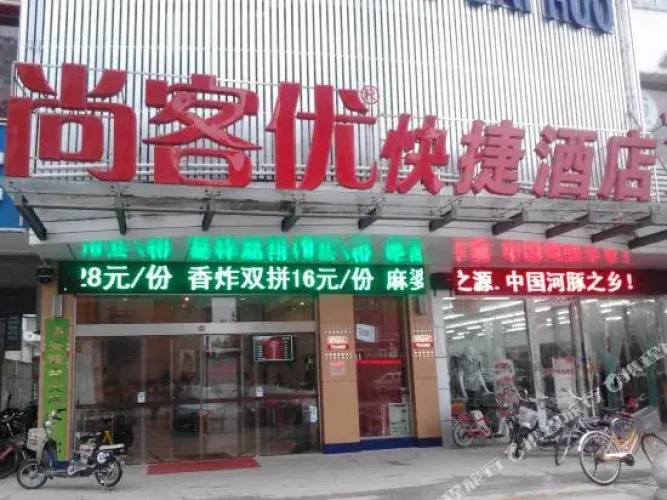 HUO
尚客优® 快捷酒店
28元/份 香炸双拼16元/份 麻婆
之源.中国河豚之乡!